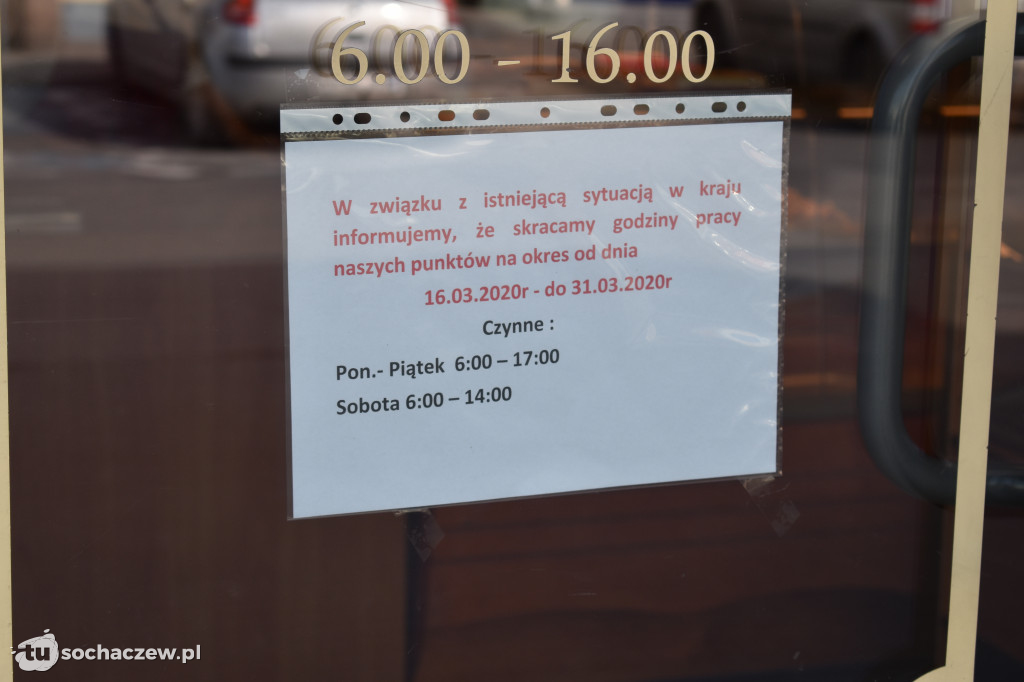 6.00 - 16.00
W związku z istniejącą sytuacją w kraju
informujemy, że skracamy godziny pracy
naszych punktów na okres od dnia
16.03.2020r - do 31.03.2020r
Czynne :
Pon.- Piątek 6:00 – 17:00
Sobota 6:00 – 14:00
tu SOCHACZEW.pl